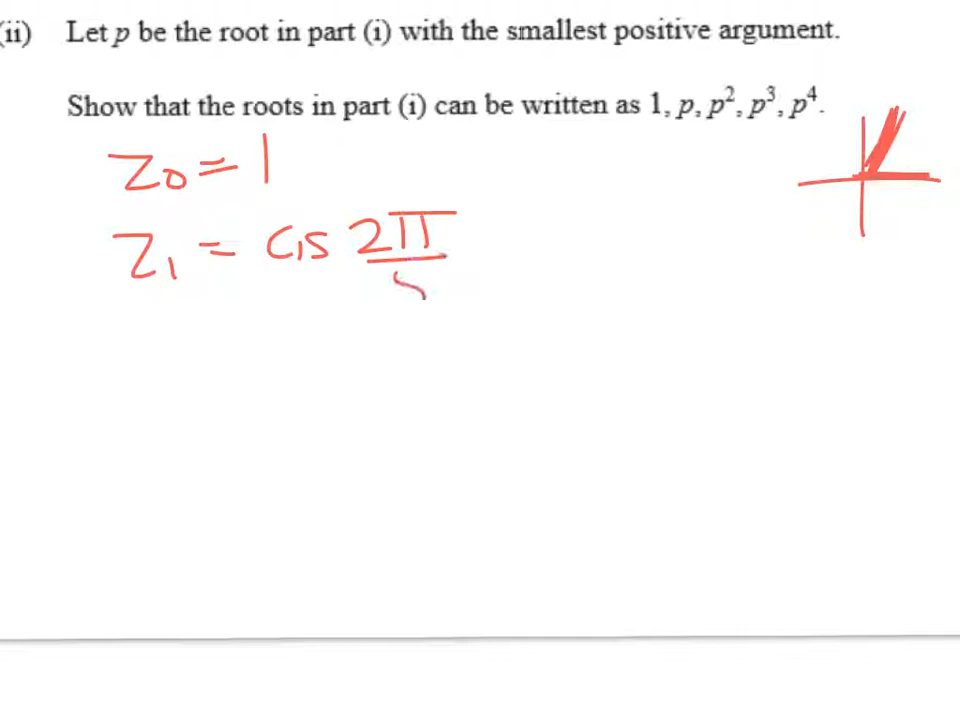 (ii) Let p be the root in part (i) with the smallest positive argument.
Show that the roots in part (i) can be written as 1, p, p², p³, p⁴.
z₀ = 1
z₁ = cis 2π